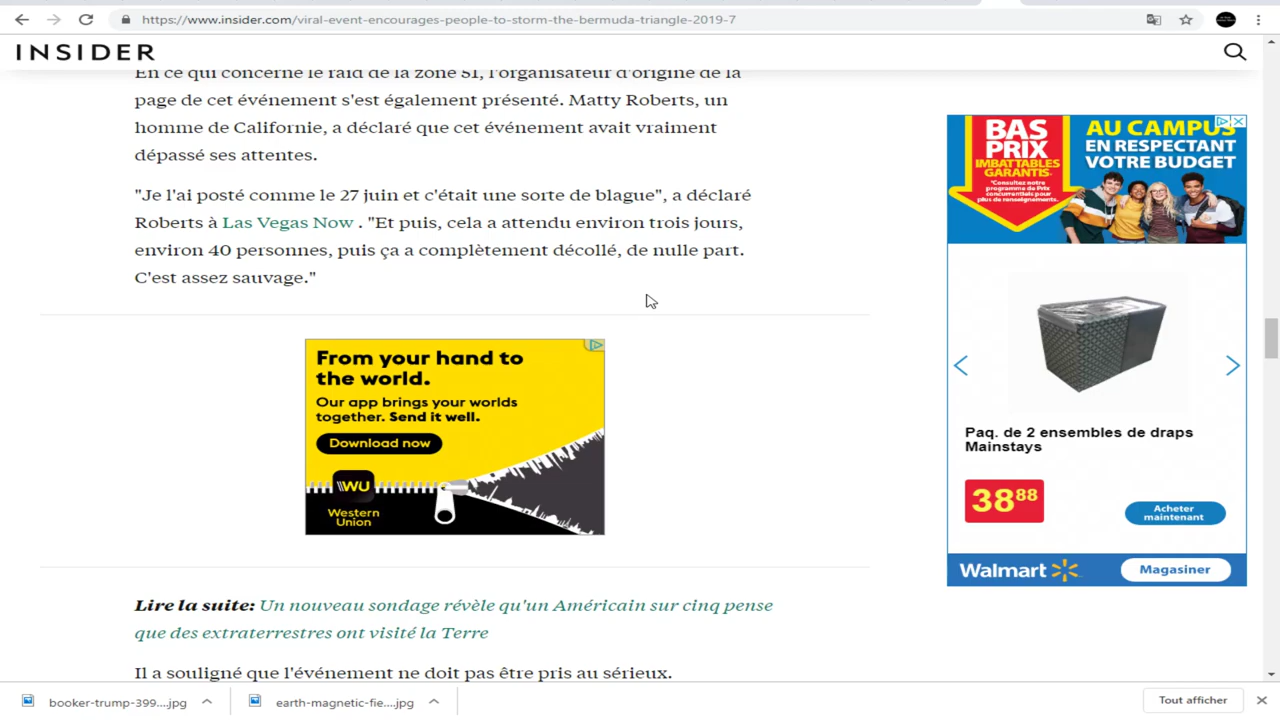 https://www.insider.com/viral-event-encourages-people-to-storm-the-bermuda-triangle-2019-7
INSIDER
En ce qui concerne le raid de la zone 51, l'organisateur d'origine de la
page de cet événement s'est également présenté. Matty Roberts, un
homme de Californie, a déclaré que cet événement avait vraiment
dépassé ses attentes.
"Je l'ai posté comme le 27 juin et c'était une sorte de blague", a déclaré
Roberts à Las Vegas Now . "Et puis, cela a attendu environ trois jours,
environ 40 personnes, puis ça a complètement décollé, de nulle part.
C'est assez sauvage."
From your hand to
the world.
Our app brings your worlds
together. Send it well.
Download now
WU
Western
Union
Lire la suite: Un nouveau sondage révèle qu'un Américain sur cinq pense
que des extraterrestres ont visité la Terre
Il a souligné que l'événement ne doit pas être pris au sérieux.
BAS
PRIX
IMBATTABLES
GARANTIS
*Consultez notre
programme de Prix
concurrentiels pour
plus de renseignements.
AU CAMPUS
EN RESPECTANT
VOTRE BUDGET
Paq. de 2 ensembles de draps
Mainstays
38 88
Acheter
maintenant
Walmart
Magasiner
booker-trump-399....jpg
earth-magnetic-fie....jpg
Tout afficher